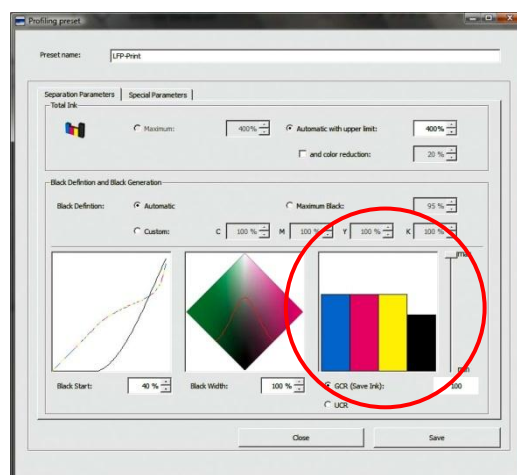 Profiling preset
Preset name: LFP-Print
Separation Parameters Special Parameters
Total Ink
Maximum: 400% Automatic with upper limit: 400%
and color reduction: 20 %
Black Defintion and Black Generation
Black Defintion: Automatic Maximum Black: 95 %
Custom: C 100 % M 100 % Y 100 % K 100 %
max
min
Black Start: 40 % Black Width: 100 % GCR (Save Ink): 100
UCR
Close Save